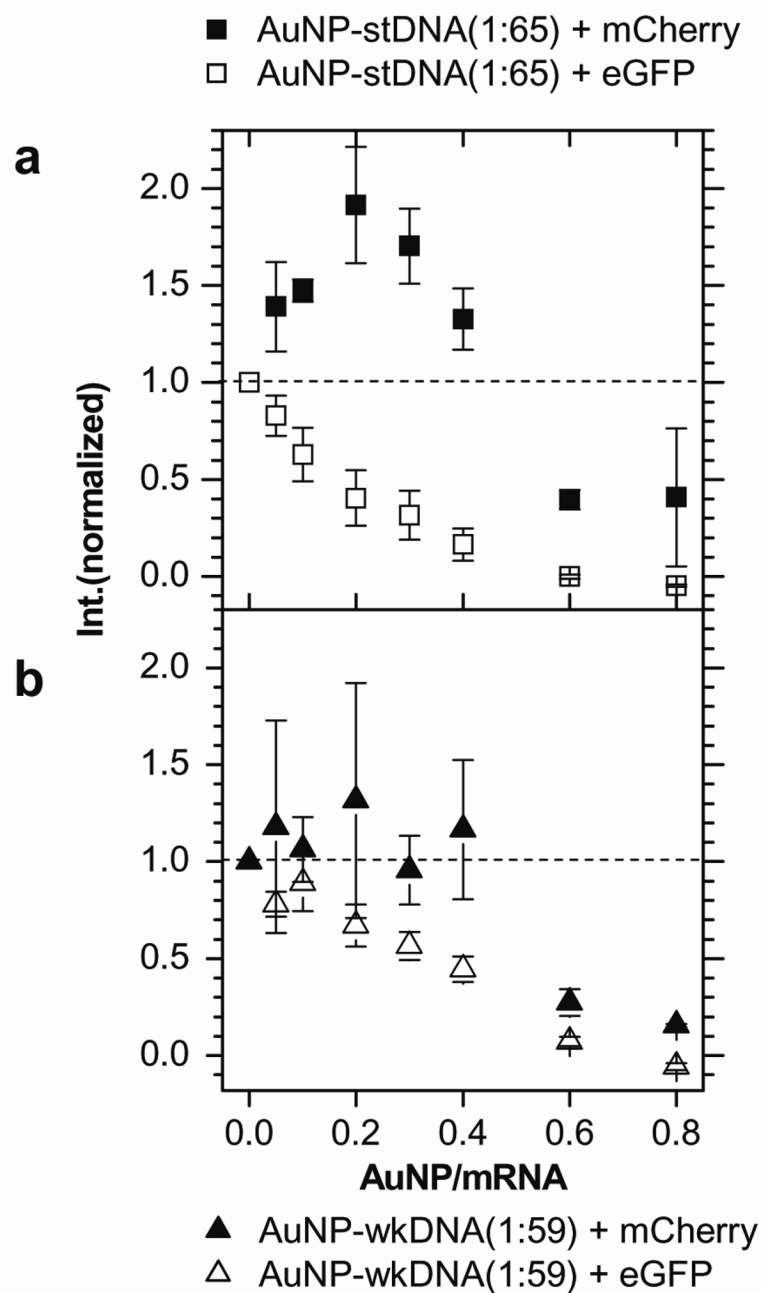 AuNP-stDNA(1:65) + mCherry
AuNP-stDNA(1:65) + eGFP
a
2.0
1.5
1.0
0.5
0.0
Int.(normalized)
b
2.0
1.5
1.0
0.5
0.0
0.0 0.2 0.4 0.6 0.8
AuNP/mRNA
AuNP-wkDNA(1:59) + mCherry
AuNP-wkDNA(1:59) + eGFP